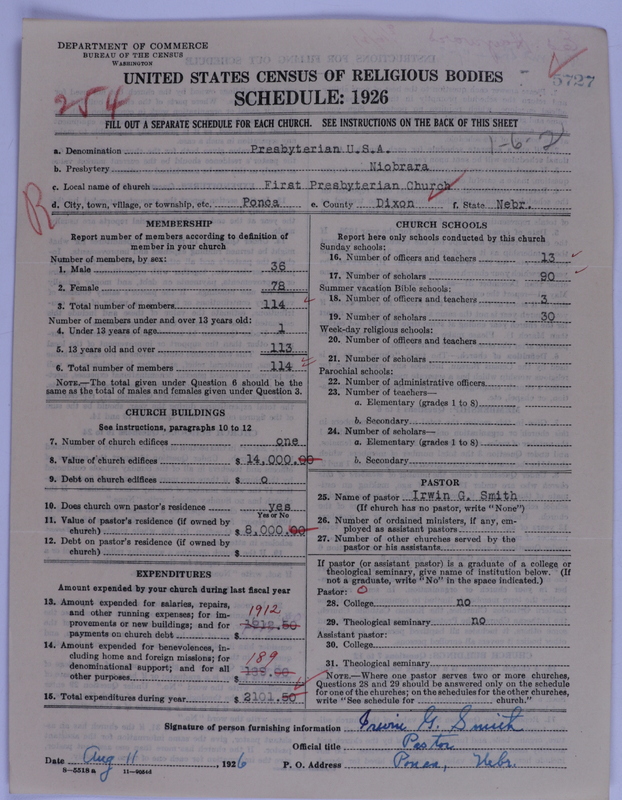 DEPARTMENT OF COMMERCE
BUREAU OF THE CENSUS
WASHINGTON
UNITED STATES CENSUS OF RELIGIOUS BODIES
5727
254
SCHEDULE: 1926
FILL OUT A SEPARATE SCHEDULE FOR EACH CHURCH. SEE INSTRUCTIONS ON THE BACK OF THIS SHEET
1-6-2
a. Denomination Presbyterian U.S.A.
b. Presbytery Niobrara
c. Local name of church First Presbyterian Church
R
d. City, town, village, or township, etc. Ponca e. County Dixon f. State Nebr.
MEMBERSHIP
Report number of members according to definition of
member in your church
Number of members, by sex:
1. Male 36
2. Female 78
3. Total number of members 114
Number of members under and over 13 years old:
4. Under 13 years of age 1
5. 13 years old and over 113
6. Total number of members 114
NOTE.—The total given under Question 6 should be
same as the total of males and females given under Question 3.
CHURCH BUILDINGS
See instructions, paragraphs 10 to 12
7. Number of church edifices one
8. Value of church edifices $ 14,000.00
9. Debt on church edifices $ 0
10. Does church own pastor's residence yes
Yes or No
11. Value of pastor's residence (if owned by
church) $ 8,000.00
12. Debt on pastor's residence (if owned by
church) $
EXPENDITURES
Amount expended by your church during last fiscal year
13. Amount expended for salaries, repairs,
and other running expenses; for im-
provements or new buildings; and for
payments on church debt $ 1912
1912.50
14. Amount expended for benevolences, in-
cluding home and foreign missions; for
denominational support; and for all
other purposes $ 189
15. Total expenditures during year $ 2101.50
CHURCH SCHOOLS
Report here only schools conducted by this church
Sunday schools:
16. Number of officers and teachers 13
17. Number of scholars 90
Summer vacation Bible schools:
18. Number of officers and teachers 3
19. Number of scholars 30
Week-day religious schools:
20. Number of officers and teachers
21. Number of scholars
Parochial schools:
22. Number of administrative officers
23. Number of teachers—
a. Elementary (grades 1 to 8)
b. Secondary
24. Number of scholars—
a. Elementary (grades 1 to 8)
b. Secondary
PASTOR
25. Name of pastor Irwin G. Smith
(If church has no pastor, write "None")
26. Number of ordained ministers, if any, em-
ployed as assistant pastors
27. Number of other churches served by the
pastor or his assistants
If pastor (or assistant pastor) is a graduate of a college or
theological seminary, give name of institution below. (If
not a graduate, write "No" in the space indicated.)
Pastor: 0
28. College no
29. Theological seminary no
Assistant pastor:
30. College
31. Theological seminary
NOTE.—Where one pastor serves two or more churches,
Questions 28 and 29 should be answered only on the schedule
for one of the churches; on the schedules for the other churches,
write "See schedule for church."
Signature of person furnishing information Irwin G. Smith
Official title Pastor
Date Aug 11, 1926 P. O. Address Ponca, Nebr.
8-5518a 11-90546